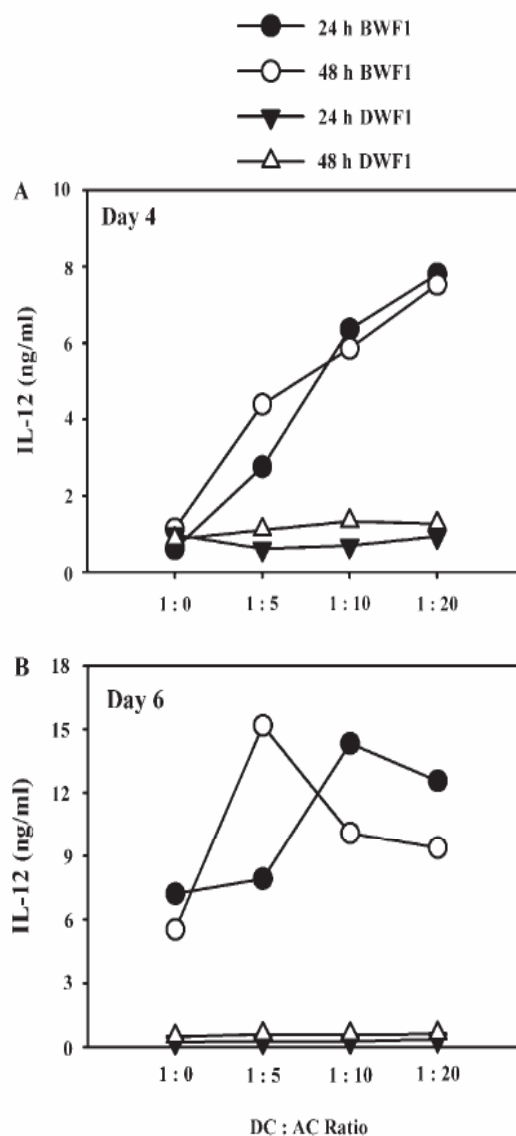 24 h BWF1
48 h BWF1
24 h DWF1
48 h DWF1
A
Day 4
IL-12 (ng/ml)
10
8
6
4
2
0
1 : 0 1 : 5 1 : 10 1 : 20
B
Day 6
IL-12 (ng/ml)
18
15
12
9
6
3
0
1 : 0 1 : 5 1 : 10 1 : 20
DC : AC Ratio